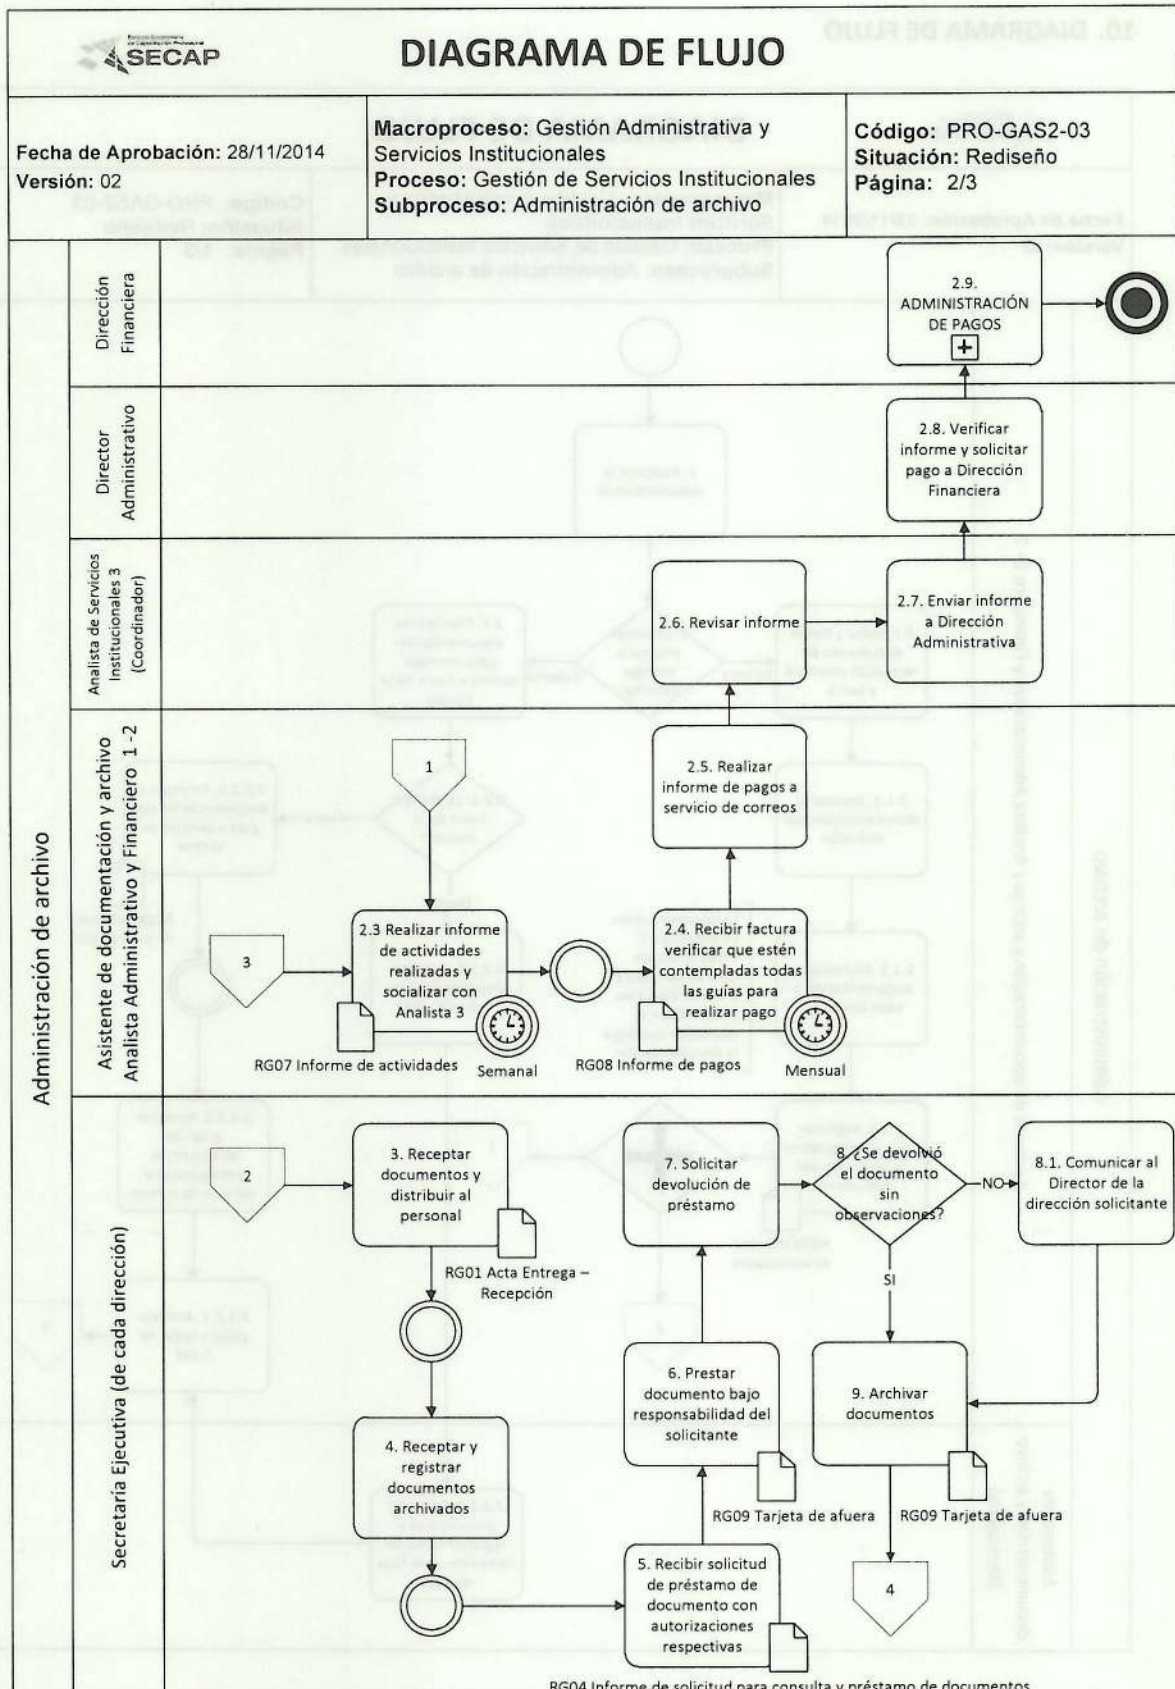 SECAP
DIAGRAMA DE FLUJO
Fecha de Aprobación: 28/11/2014
Versión: 02
Macroproceso: Gestión Administrativa y
Servicios Institucionales
Proceso: Gestión de Servicios Institucionales
Subproceso: Administración de archivo
Código: PRO-GAS2-03
Situación: Rediseño
Página: 2/3
Administración de archivo
Dirección
Financiera
2.9.
ADMINISTRACIÓN
DE PAGOS
Director
Administrativo
2.8. Verificar
informe y solicitar
pago a Dirección
Financiera
Analista de Servicios
Institucionales 3
(Coordinador)
2.6. Revisar informe
2.7. Enviar informe
a Dirección
Administrativa
Asistente de documentación y archivo
Analista Administrativo y Financiero 1 -2
1
2.5. Realizar
informe de pagos a
servicio de correos
3
2.3 Realizar informe
de actividades
realizadas y
socializar con
Analista 3
RG07 Informe de actividades
Semanal
2.4. Recibir factura
verificar que estén
contempladas todas
las guías para
realizar pago
RG08 Informe de pagos
Mensual
Secretaria Ejecutiva (de cada dirección)
2
3. Receptar
documentos y
distribuir al
personal
RG01 Acta Entrega –
Recepción
4. Receptar y
registrar
documentos
archivados
7. Solicitar
devolución de
préstamo
8. ¿Se devolvió
el documento
sin
observaciones?
NO
8.1. Comunicar al
Director de la
dirección solicitante
SI
6. Prestar
documento bajo
responsabilidad del
solicitante
RG09 Tarjeta de afuera
9. Archivar
documentos
RG09 Tarjeta de afuera
5. Recibir solicitud
de préstamo de
documento con
autorizaciones
respectivas
4
RG04 Informe de solicitud para consulta y préstamo de documentos